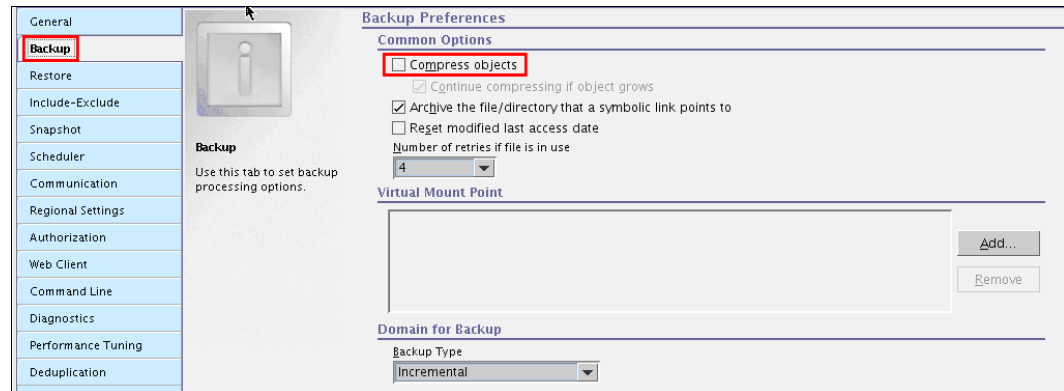 General
Backup
Restore
Include-Exclude
Snapshot
Scheduler
Communication
Regional Settings
Authorization
Web Client
Command Line
Diagnostics
Performance Tuning
Deduplication
Backup
Use this tab to set backup
processing options.
Backup Preferences
Common Options
Compress objects
Continue compressing if object grows
Archive the file/directory that a symbolic link points to
Reset modified last access date
Number of retries if file is in use
4
Virtual Mount Point
Add...
Remove
Domain for Backup
Backup Type
Incremental